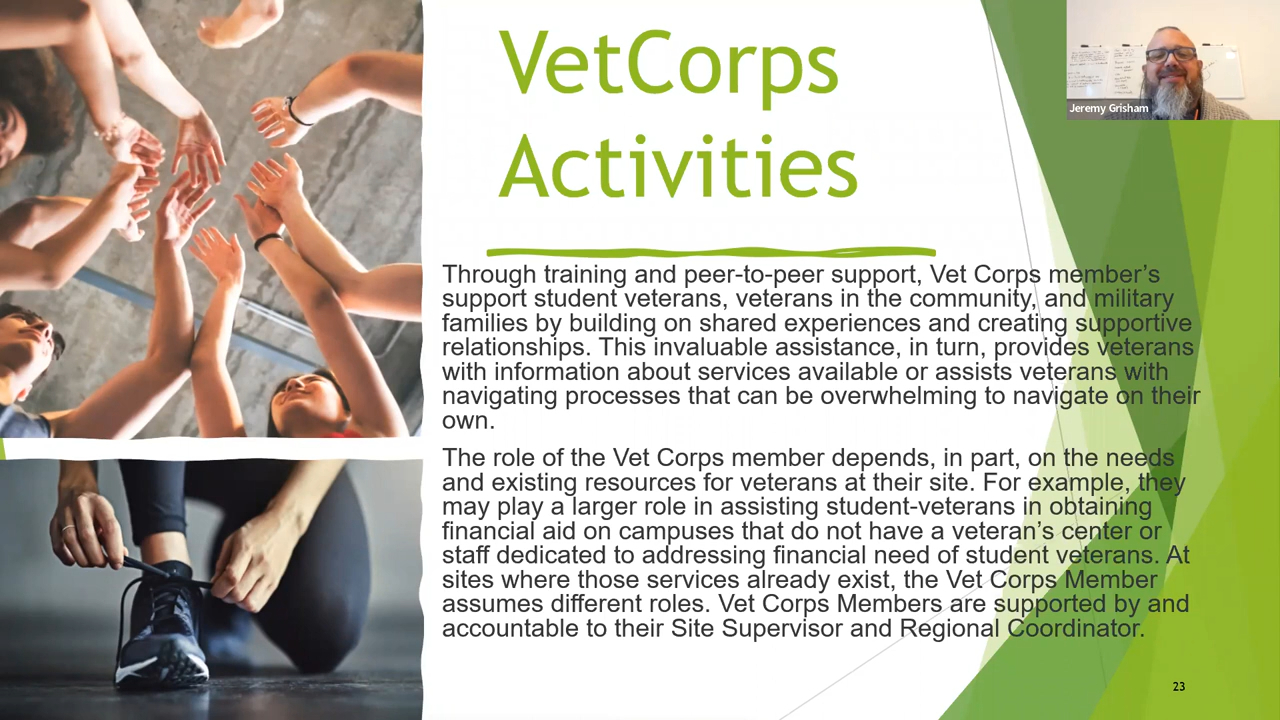 VetCorps
Activities
Jeremy Grisham
Through training and peer-to-peer support, Vet Corps member’s
support student veterans, veterans in the community, and military
families by building on shared experiences and creating supportive
relationships. This invaluable assistance, in turn, provides veterans
with information about services available or assists veterans with
navigating processes that can be overwhelming to navigate on their
own.
The role of the Vet Corps member depends, in part, on the needs
and existing resources for veterans at their site. For example, they
may play a larger role in assisting student-veterans in obtaining
financial aid on campuses that do not have a veteran’s center or
staff dedicated to addressing financial need of student veterans. At
sites where those services already exist, the Vet Corps Member
assumes different roles. Vet Corps Members are supported by and
accountable to their Site Supervisor and Regional Coordinator.
23